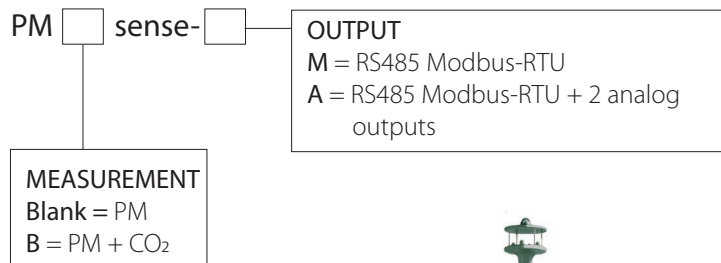 PM sense-
OUTPUT
M = RS485 Modbus-RTU
A = RS485 Modbus-RTU + 2 analog
outputs
MEASUREMENT
Blank = PM
B = PM + CO₂